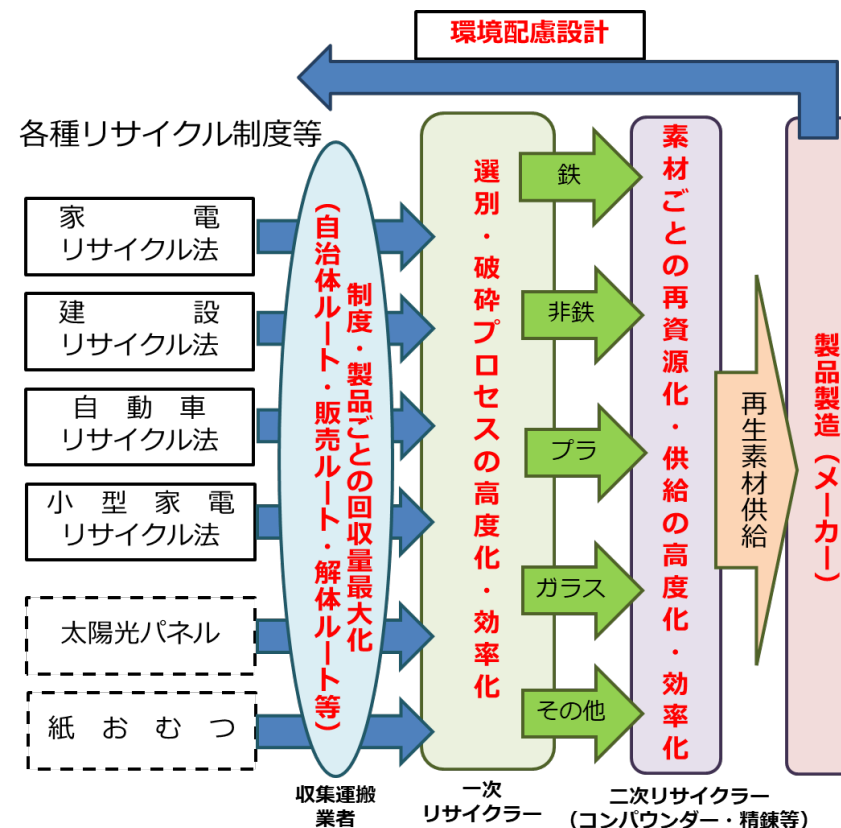 環境配慮設計
各種リサイクル制度等
家電
リサイクル法
建設
リサイクル法
自動車
リサイクル法
小型家電
リサイクル法
太陽光パネル
紙おむつ
制度・製品ごとの回収量最大化
（自治体ルート・販売ルート・解体ルート等）
収集運搬
業者
選別・破砕プロセスの高度化・効率化
一次
リサイクラー
鉄
非鉄
プラ
ガラス
その他
素材ごとの再資源化・供給の高度化・効率化
二次リサイクラー
（コンパウンダー・精錬等）
再生素材供給
製品製造（メーカー）